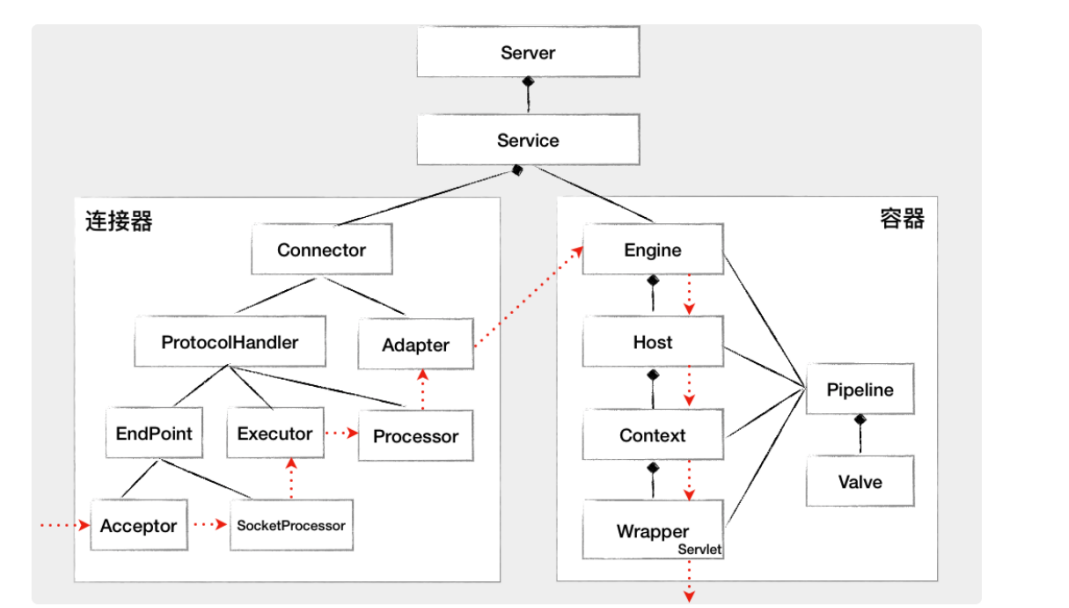 Server
Service
连接器
容器
Connector
Engine
ProtocolHandler
Adapter
Host
Pipeline
EndPoint
Executor
Processor
Context
Valve
Acceptor
SocketProcessor
Wrapper
Servlet